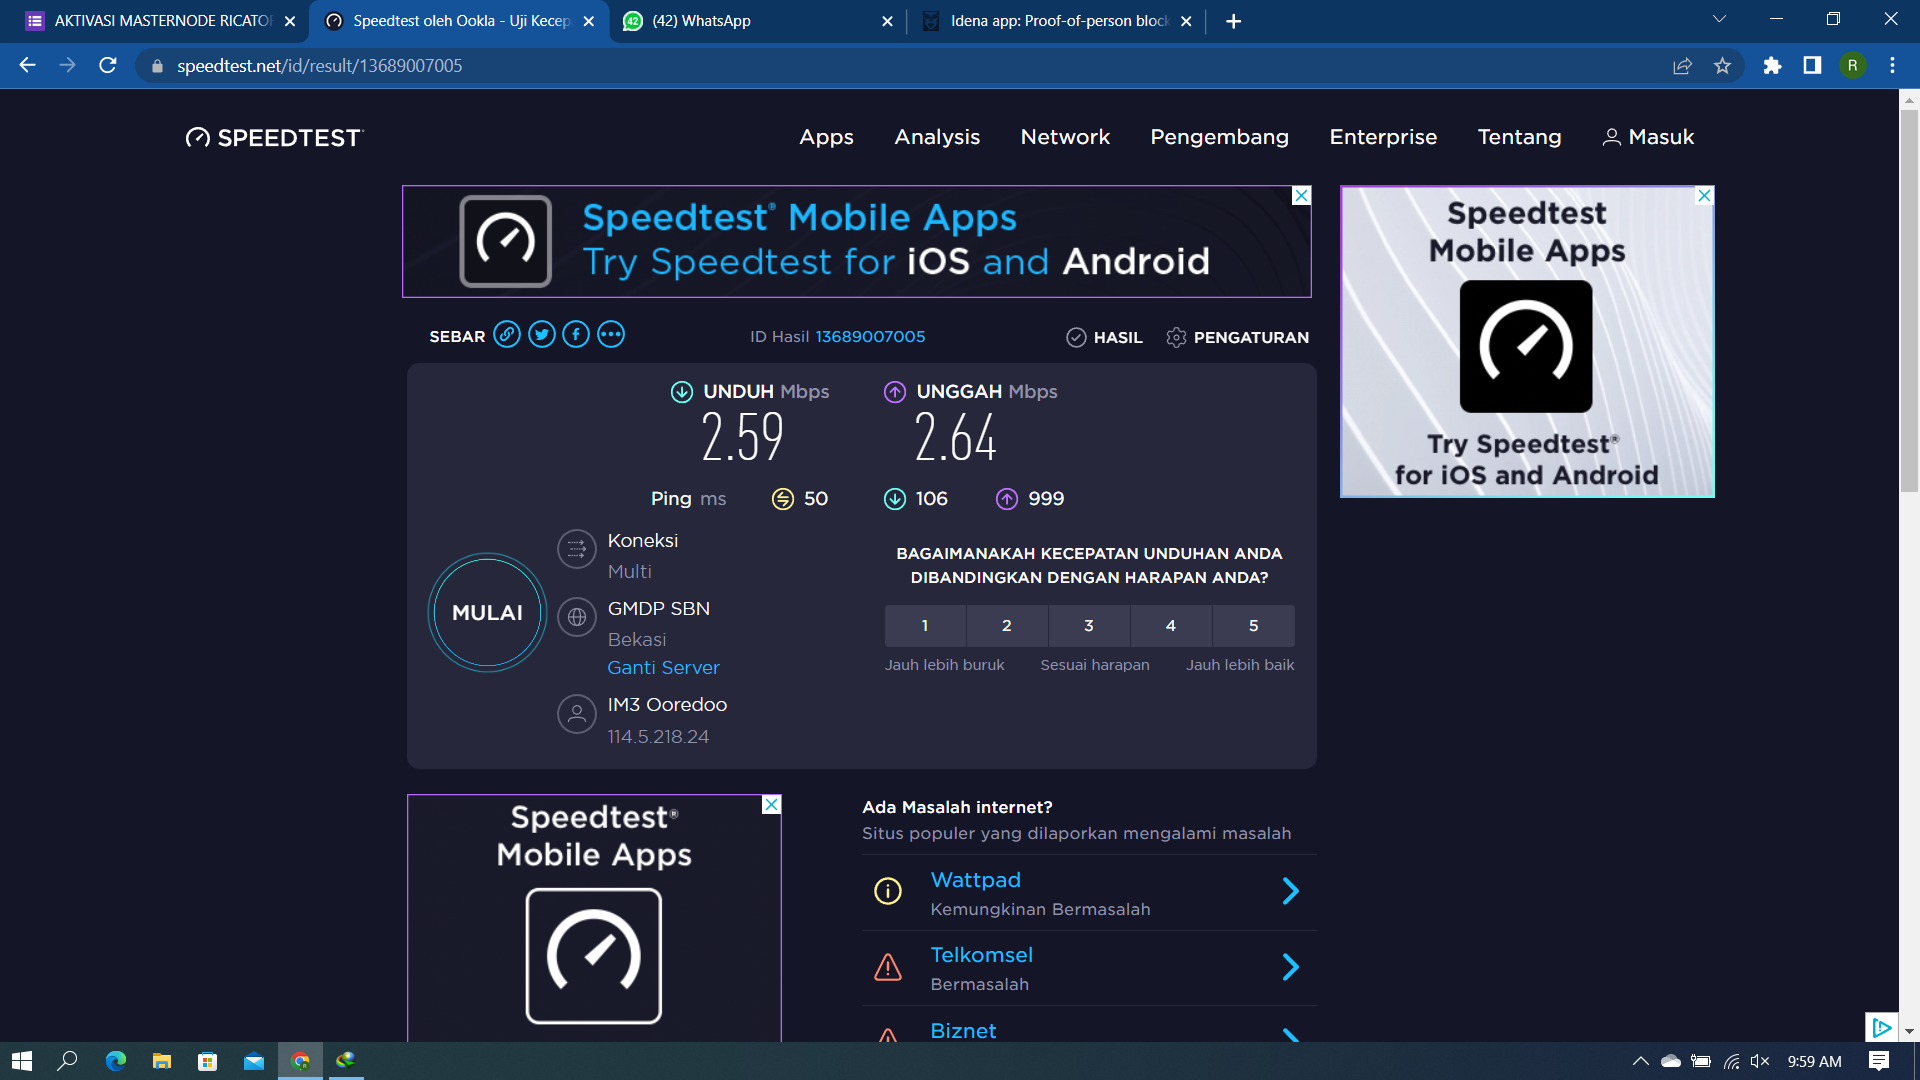 AKTIVASI MASTERNODE RICATOR
Speedtest oleh Ookla - Uji Kecep
(42) WhatsApp
Idena app: Proof-of-person block
speedtest.net/id/result/13689007005
R
SPEEDTEST
Apps
Analysis
Network
Pengembang
Enterprise
Tentang
Masuk
Speedtest® Mobile Apps
Try Speedtest for iOS and Android
Speedtest
Mobile Apps
Try Speedtest®
for iOS and Android
SEBAR
ID Hasil 13689007005
HASIL
PENGATURAN
UNDUH Mbps
2.59
UNGGAH Mbps
2.64
Ping ms
50
106
999
MULAI
Koneksi
Multi
GMDP SBN
Bekasi
Ganti Server
IM3 Ooredoo
114.5.218.24
BAGAIMANAKAH KECEPATAN UNDUHAN ANDA
DIBANDINGKAN DENGAN HARAPAN ANDA?
1
2
3
4
5
Jauh lebih buruk
Sesuai harapan
Jauh lebih baik
Speedtest®
Mobile Apps
Ada Masalah internet?
Situs populer yang dilaporkan mengalami masalah
Wattpad
Kemungkinan Bermasalah
Telkomsel
Bermasalah
Biznet
9:59 AM